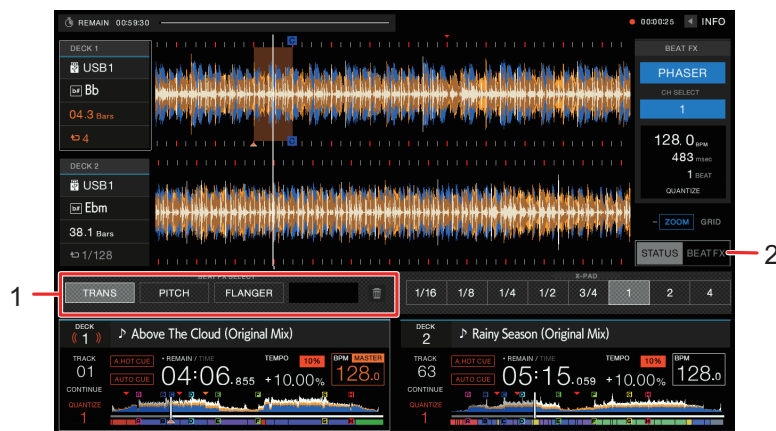 REMAIN 00:59:30
00:00:25 INFO
DECK 1
USB1
Bb
04.3 Bars
4
C
C
DECK 2
USB1
Ebm
38.1 Bars
1/128
BEAT FX
PHASER
CH SELECT
1
128.0 BPM
483 msec
1 BEAT
QUANTIZE
- ZOOM GRID
STATUS BEAT FX
2
1
BEAT FX SELECT
TRANS PITCH FLANGER
X-PAD
1/16 1/8 1/4 1/2 3/4 1 2 4
DECK 1
♪ Above The Cloud (Original Mix)
TRACK 01
CONTINUE
QUANTIZE 1
A.HOT CUE
AUTO CUE
REMAIN / TIME
04:06.855
TEMPO 10%
+10.00%
BPM MASTER
128.0
DECK 2
♪ Rainy Season (Original Mix)
TRACK 63
CONTINUE
QUANTIZE 1
A.HOT CUE
AUTO CUE
REMAIN / TIME
05:15.059
TEMPO 10%
+10.00%
BPM
128.0